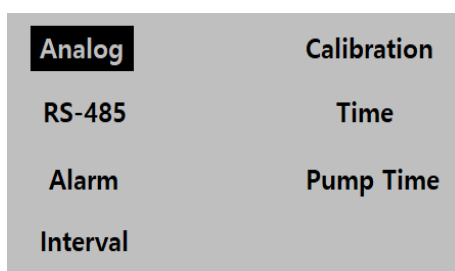 Analog
Calibration
RS-485
Time
Alarm
Pump Time
Interval